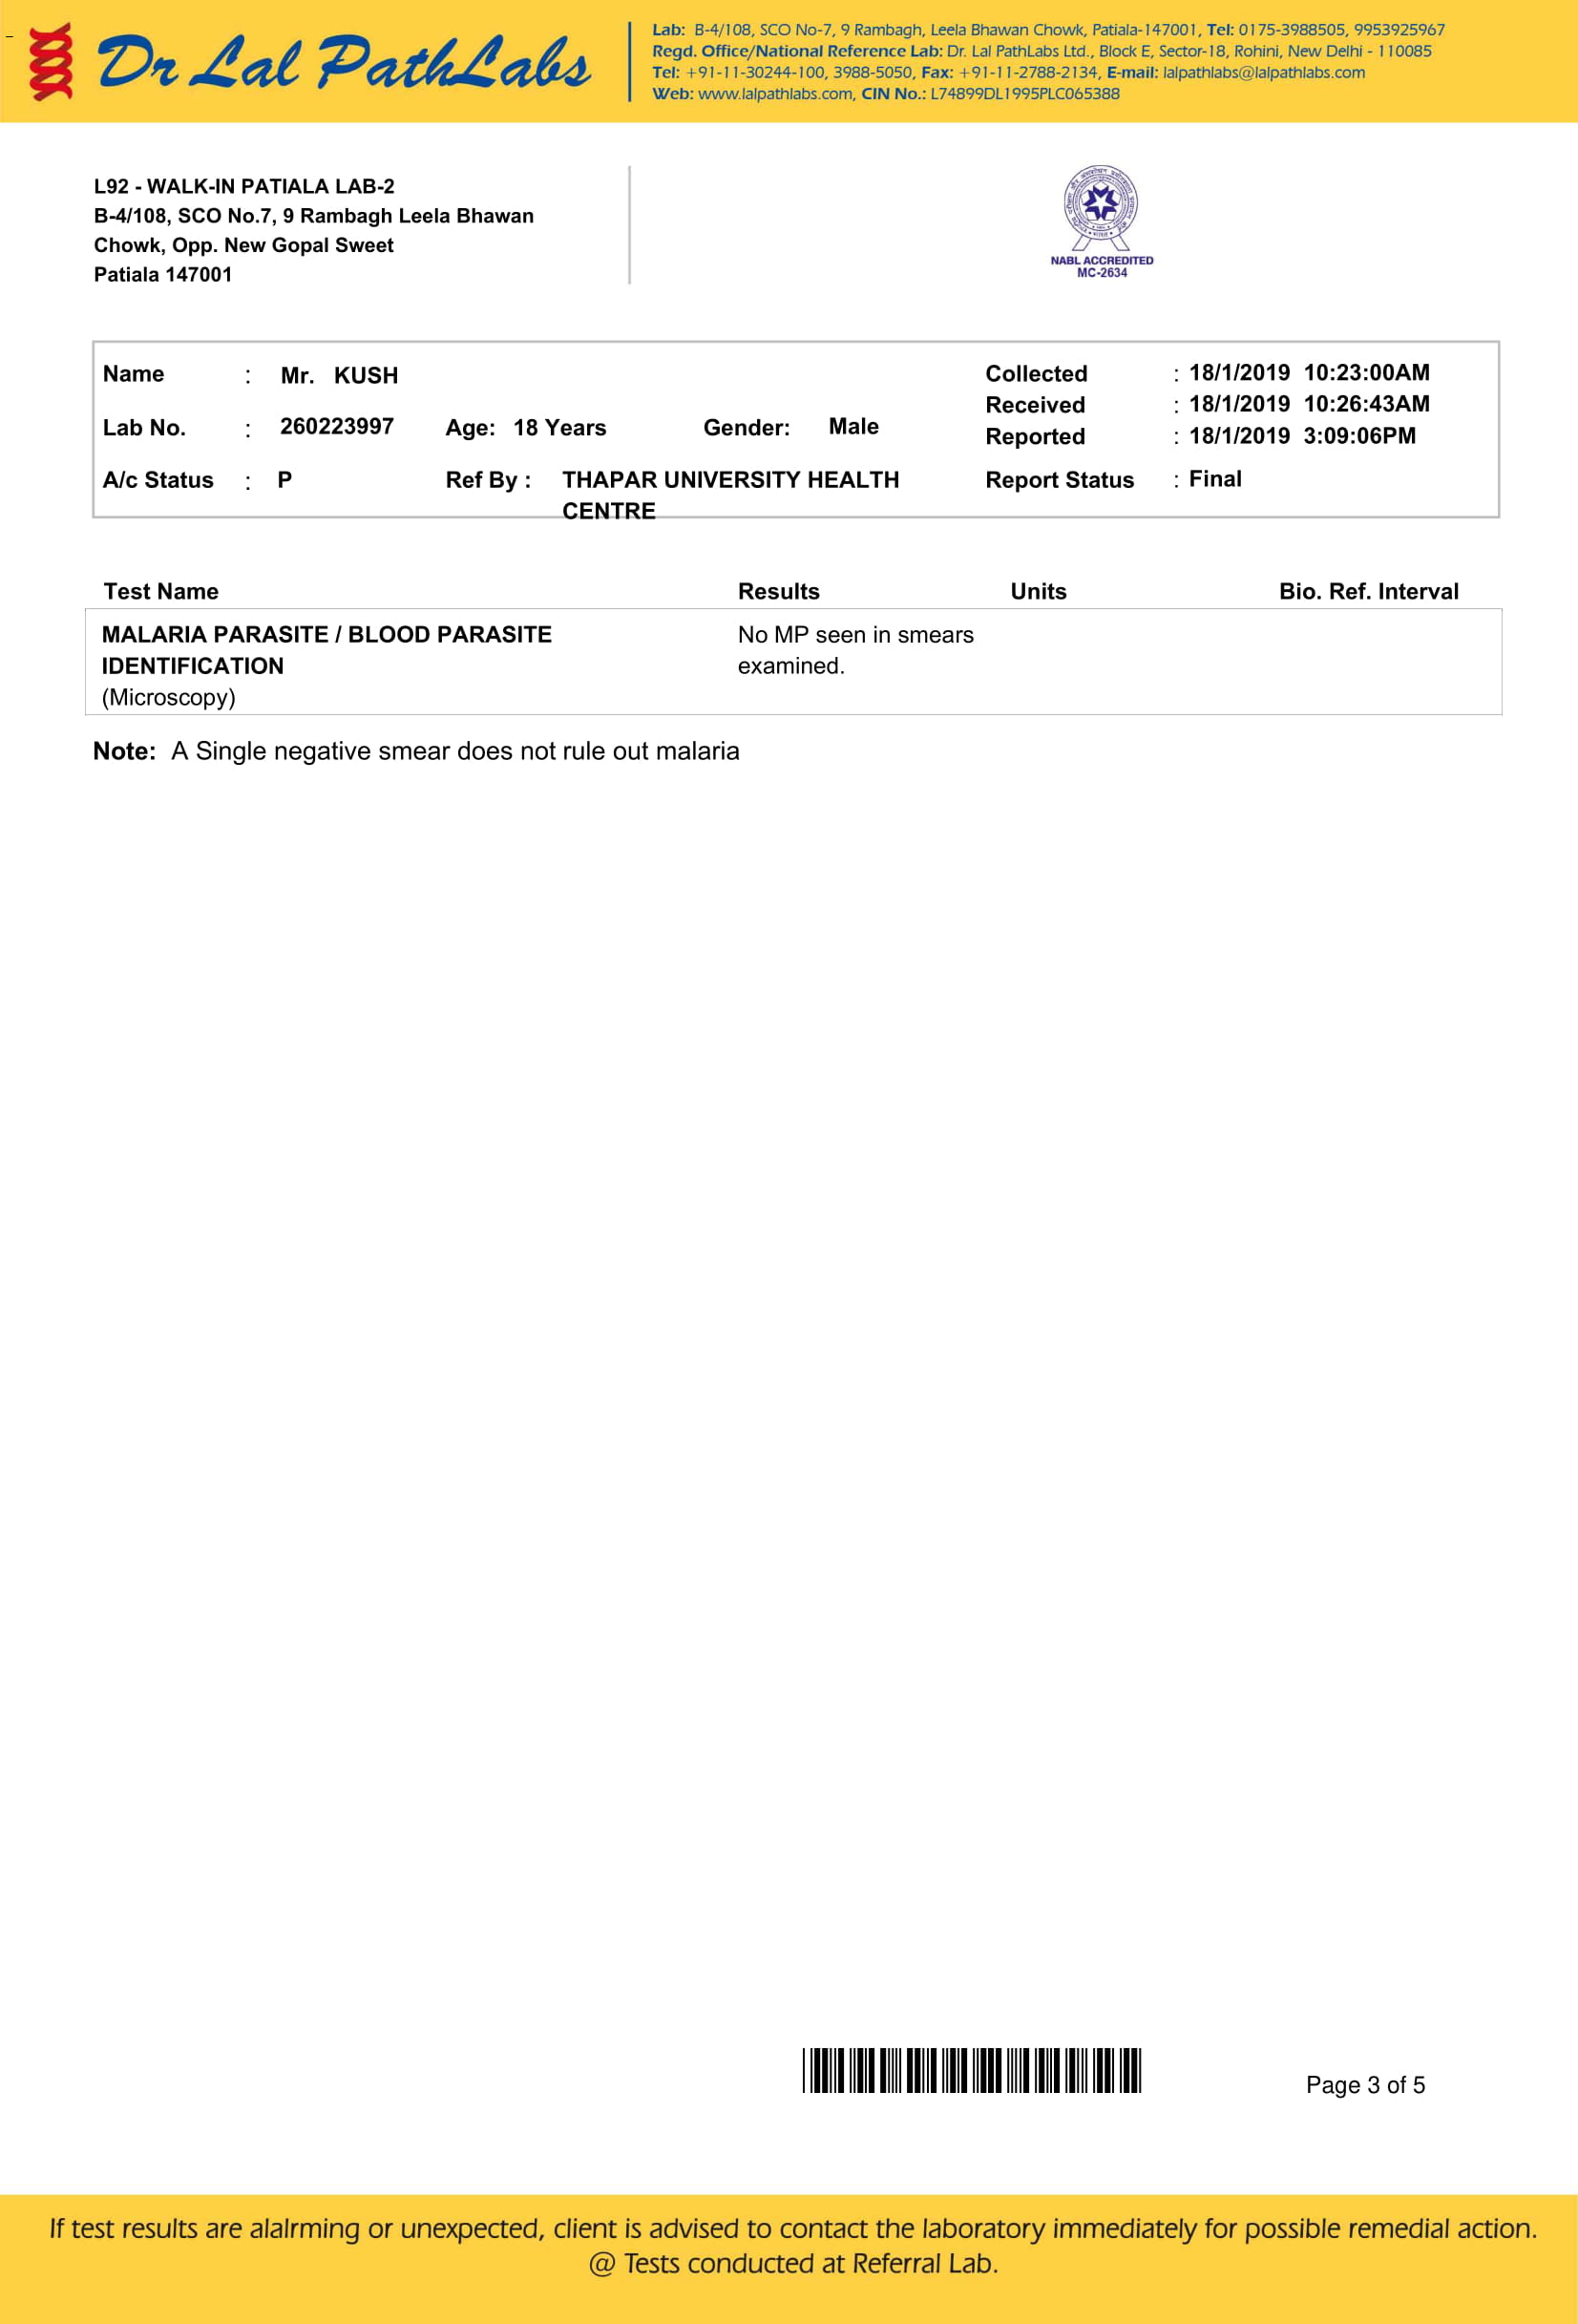 Dr Lal PathLabs
Lab: B-4/108, SCO No-7, 9 Rambagh, Leela Bhawan Chowk, Patiala-147001, Tel: 0175-3988505, 9953925967
Regd. Office/National Reference Lab: Dr. Lal PathLabs Ltd., Block E, Sector-18, Rohini, New Delhi - 110085
Tel: +91-11-30244-100, 3988-5050, Fax: +91-11-2788-2134, E-mail: lalpathlabs@lalpathlabs.com
Web: www.lalpathlabs.com, CIN No.: L74899DL1995PLC065388
L92 - WALK-IN PATIALA LAB-2
B-4/108, SCO No.7, 9 Rambagh Leela Bhawan
Chowk, Opp. New Gopal Sweet
Patiala 147001
NABL ACCREDITED
MC-2634
Name : Mr. KUSH
Collected : 18/1/2019 10:23:00AM
Received : 18/1/2019 10:26:43AM
Lab No. : 260223997 Age: 18 Years Gender: Male
Reported : 18/1/2019 3:09:06PM
A/c Status : P Ref By : THAPAR UNIVERSITY HEALTH
CENTRE
Report Status : Final
Test Name Results Units Bio. Ref. Interval
MALARIA PARASITE / BLOOD PARASITE No MP seen in smears
IDENTIFICATION examined.
(Microscopy)
Note: A Single negative smear does not rule out malaria
Page 3 of 5
If test results are alalrming or unexpected, client is advised to contact the laboratory immediately for possible remedial action.
@ Tests conducted at Referral Lab.